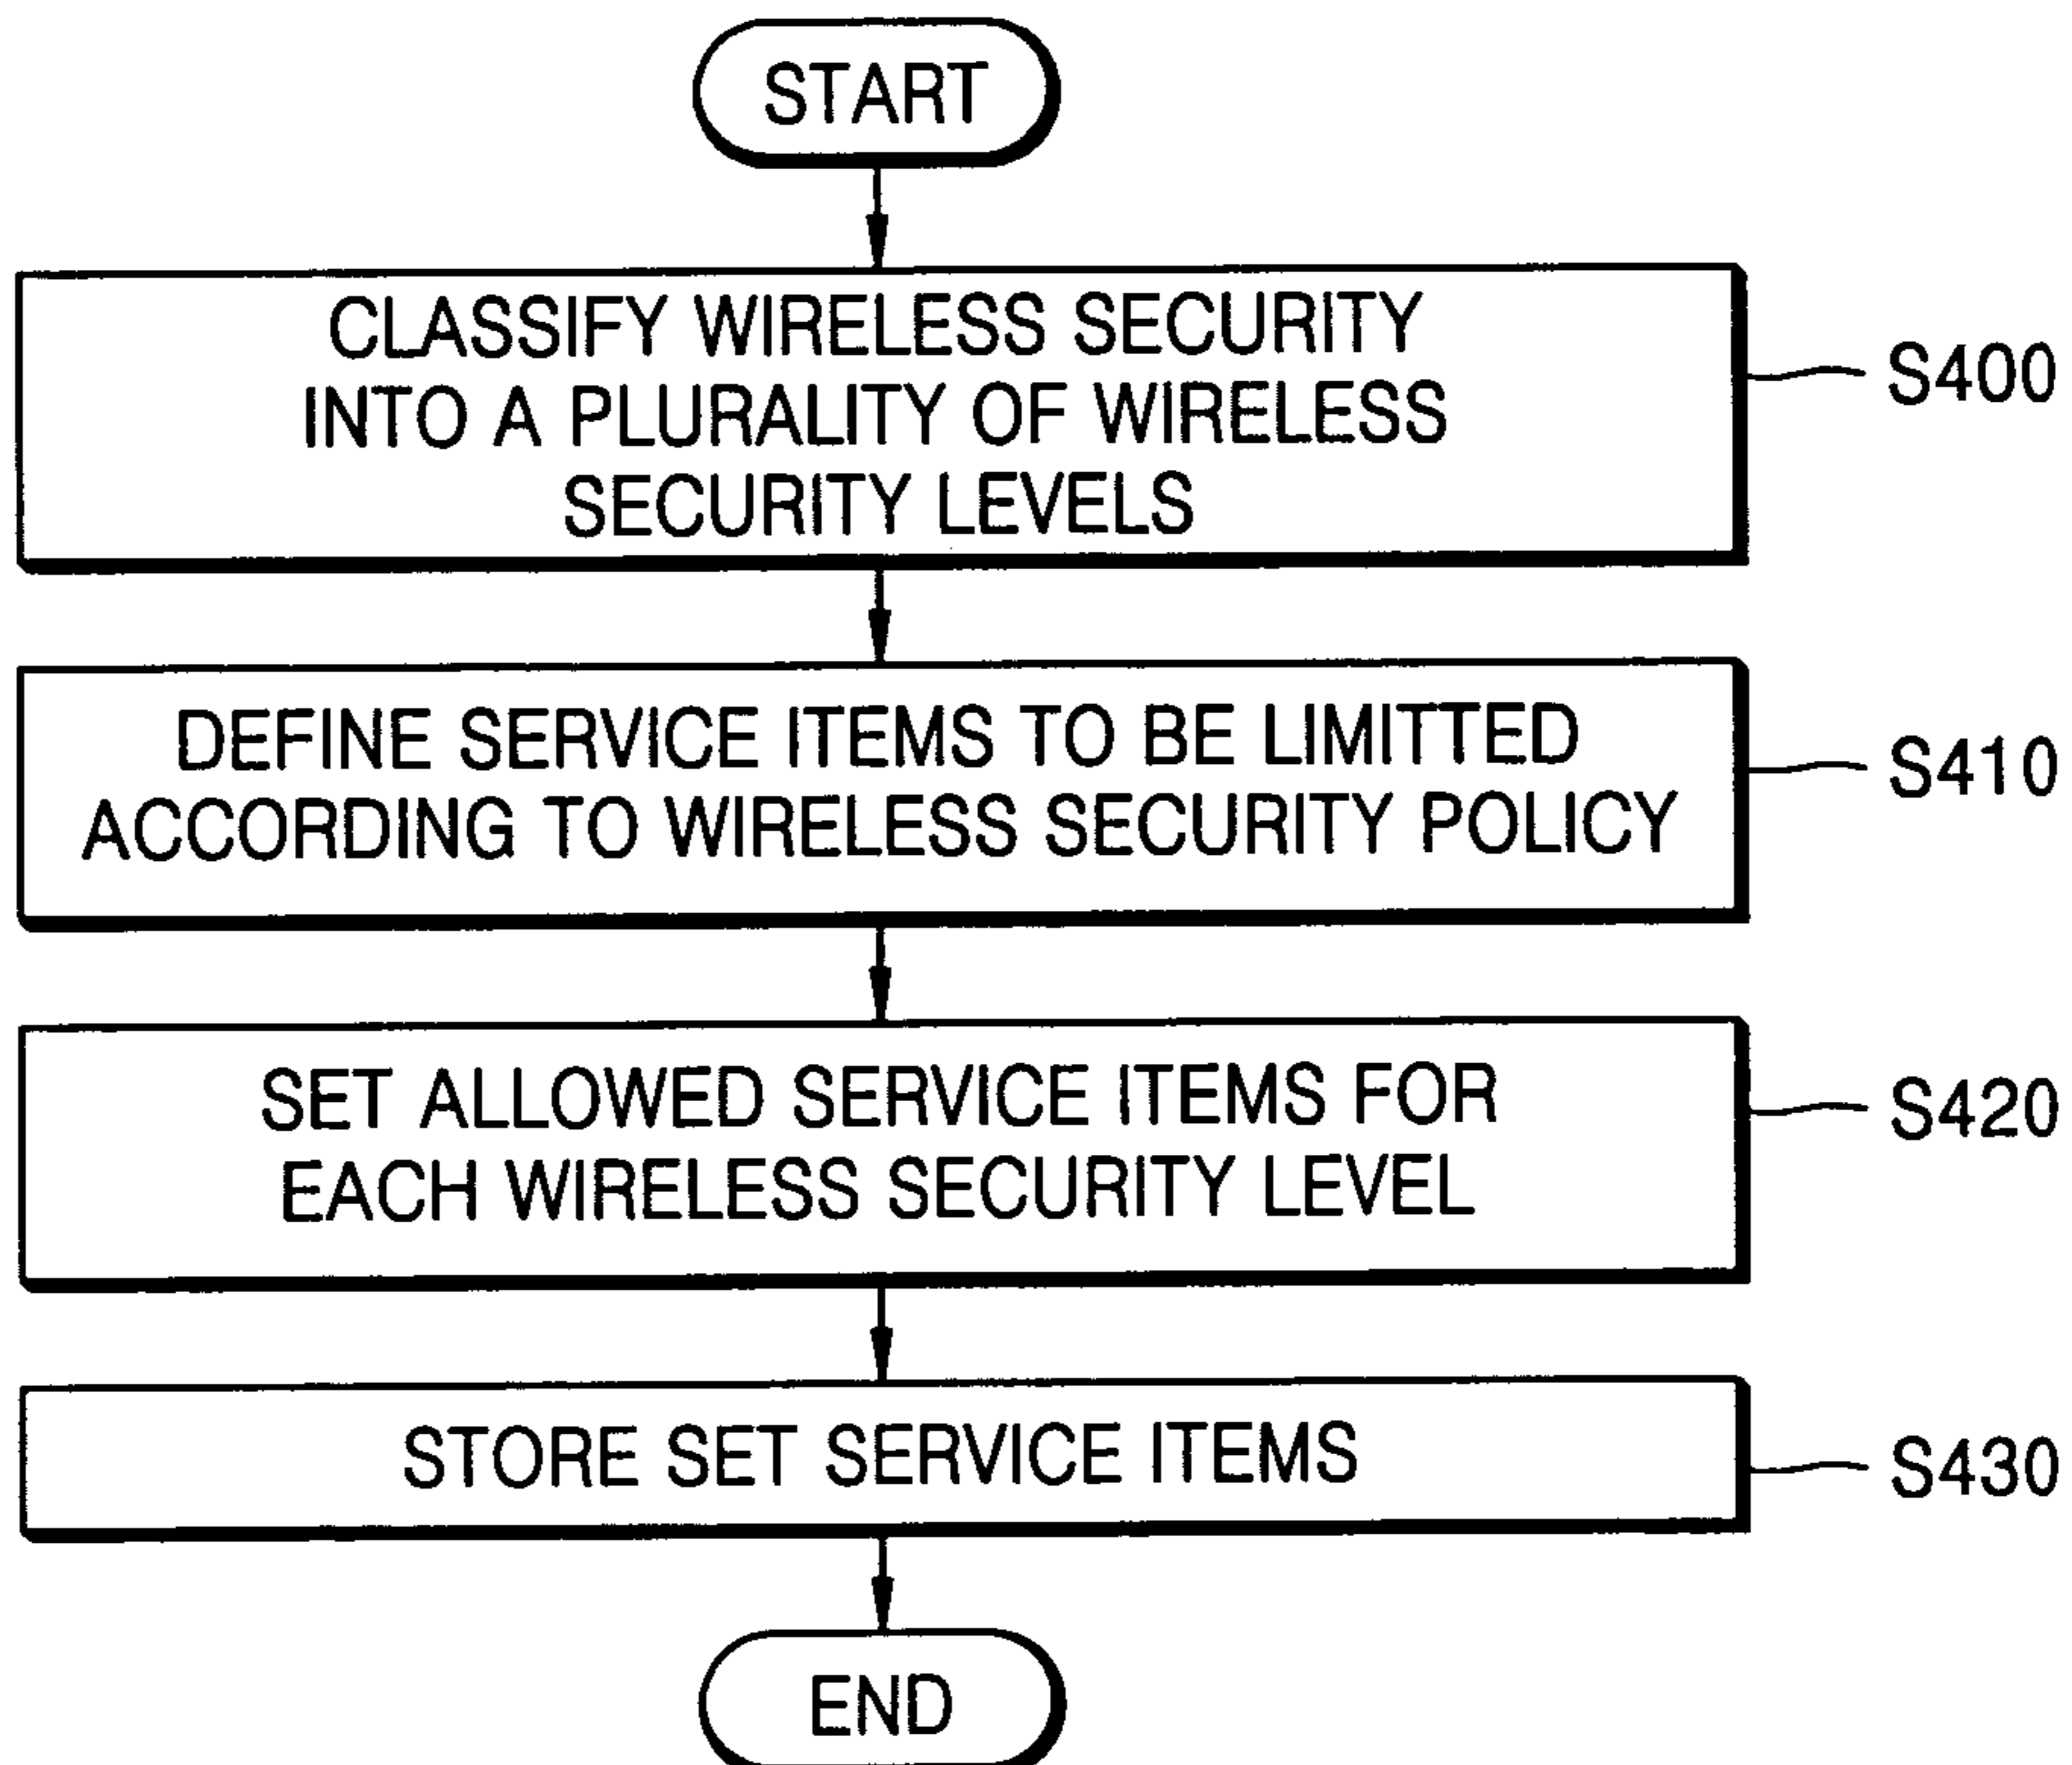 START
CLASSIFY WIRELESS SECURITY
INTO A PLURALITY OF WIRELESS
SECURITY LEVELS
S400
DEFINE SERVICE ITEMS TO BE LIMITTED
ACCORDING TO WIRELESS SECURITY POLICY
S410
SET ALLOWED SERVICE ITEMS FOR
EACH WIRELESS SECURITY LEVEL
S420
STORE SET SERVICE ITEMS
S430
END